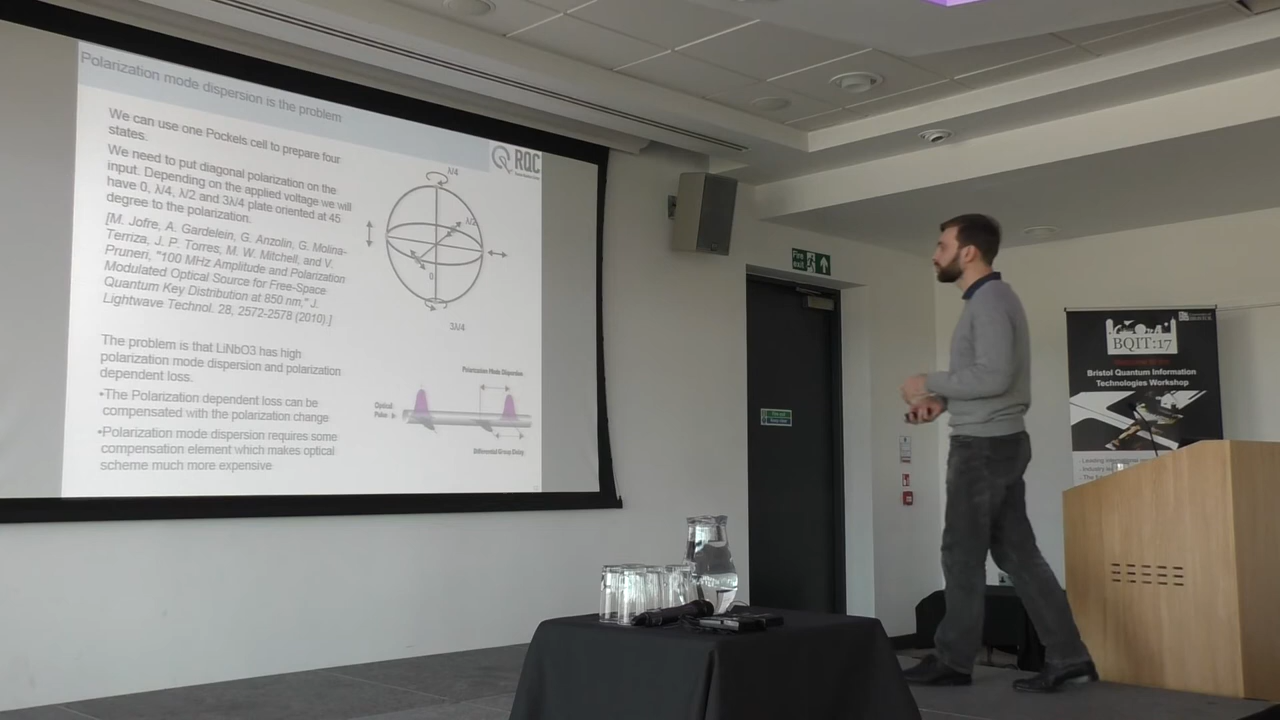 Polarization mode dispersion is the problem
We can use one Pockels cell to prepare four
states.
We need to put diagonal polarization on the
input. Depending on the applied voltage we will
have 0, λ/4, λ/2 and 3λ/4 plate oriented at 45
degree to the polarization.
[M. Jofre, A. Gardelein, G. Anzolin, G. Molina-
Terriza, J. P. Torres, M. W. Mitchell, and V.
Pruneri, "100 MHz Amplitude and Polarization
Modulated Optical Source for Free-Space
Quantum Key Distribution at 850 nm," J.
Lightwave Technol. 28, 2572-2578 (2010).]
The problem is that LiNbO3 has high
polarization mode dispersion and polarization
dependent loss.
•The Polarization dependent loss can be
compensated with the polarization change
•Polarization mode dispersion requires some
compensation element which makes optical
scheme much more expensive
RQC
λ/4
λ/2
0
3λ/4
Polarization Mode Dispersion
Optical
Pulse
Differential Group Delay
Fire
exit
BQIT:17
Bristol Quantum Information
Technologies Workshop